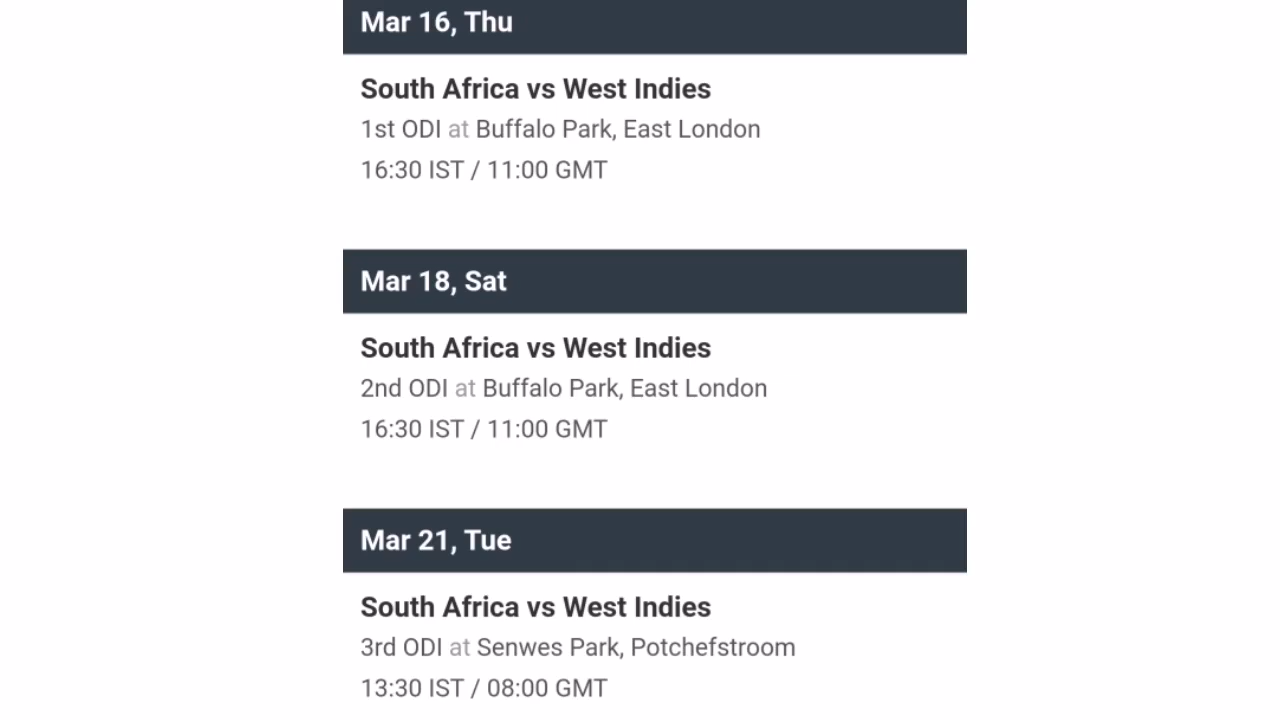 Mar 16, Thu
South Africa vs West Indies
1st ODI at Buffalo Park, East London
16:30 IST / 11:00 GMT
Mar 18, Sat
South Africa vs West Indies
2nd ODI at Buffalo Park, East London
16:30 IST / 11:00 GMT
Mar 21, Tue
South Africa vs West Indies
3rd ODI at Senwes Park, Potchefstroom
13:30 IST / 08:00 GMT